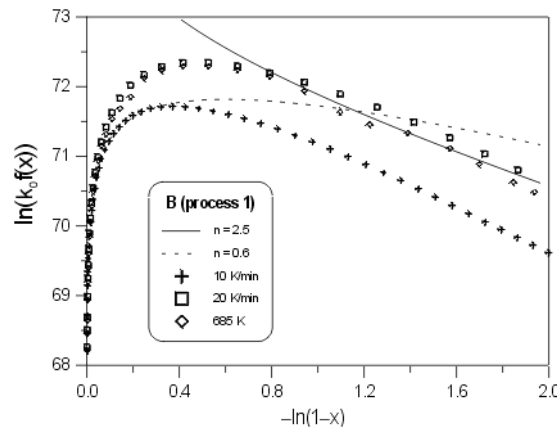 73
72
71
70
69
68
ln(k₀f(x))
B (process 1)
n = 2.5
n = 0.6
10 K/min
20 K/min
685 K
0.0 0.4 0.8 1.2 1.6 2.0
–ln(1–x)